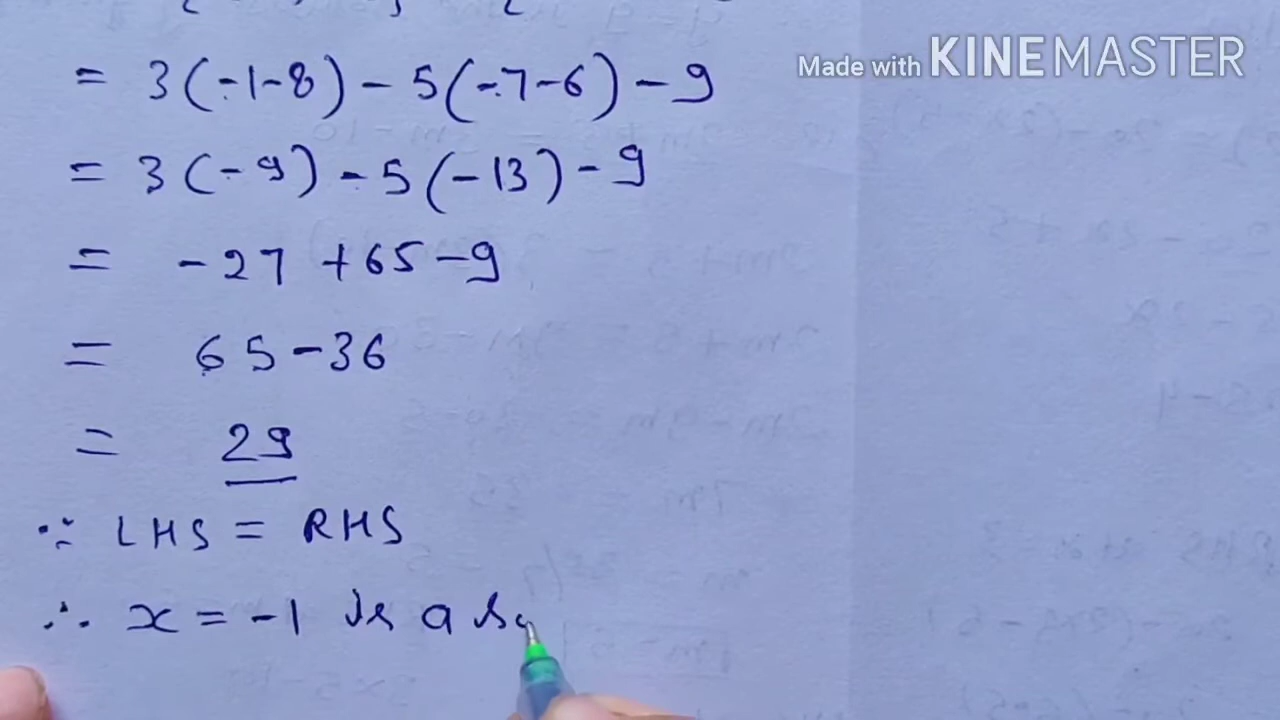 Made with KINEMASTER
= 3(-1-8) - 5(-7-6) - 9
= 3(-9) - 5(-13) - 9
= -27 +65-9
= 65-36
= 29
∵ LHS = RHS
∴ x = -1 is a so